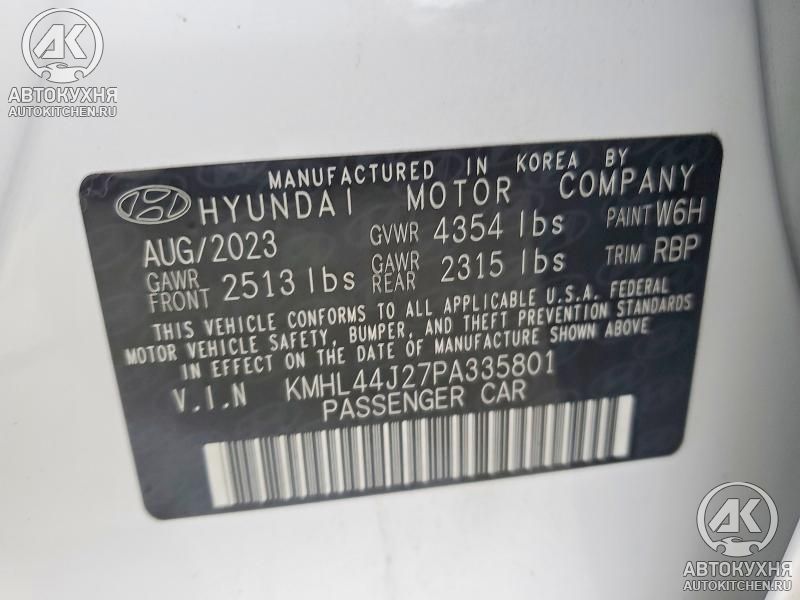 AK
АВТОКУХНЯ
AUTOKITCHEN.RU
MANUFACTURED IN KOREA BY
HYUNDAI MOTOR COMPANY
AUG/2023 GVWR 4354 lbs PAINT W6H
GAWR FRONT 2513 lbs GAWR REAR 2315 lbs TRIM RBP
THIS VEHICLE CONFORMS TO ALL APPLICABLE U.S.A. FEDERAL
MOTOR VEHICLE SAFETY, BUMPER, AND THEFT PREVENTION STANDARDS
IN EFFECT ON THE DATE OF MANUFACTURE SHOWN ABOVE.
V.I.N KMHL44J27PA335801
PASSENGER CAR
AK
АВТОКУХНЯ
AUTOKITCHEN.RU